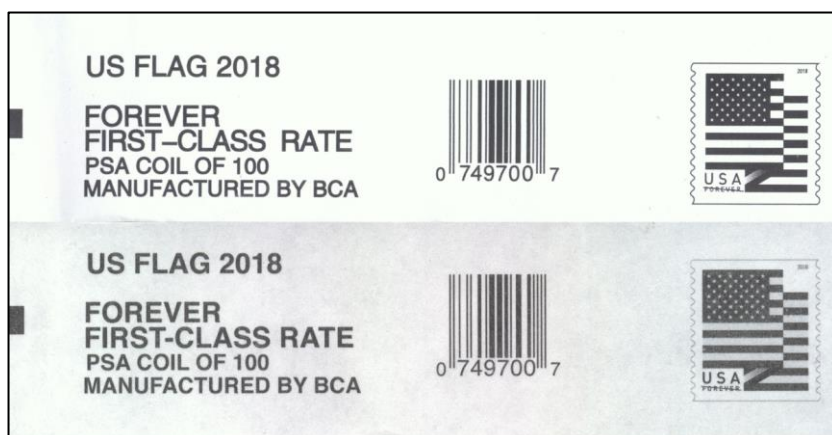 US FLAG 2018
FOREVER
FIRST–CLASS RATE
PSA COIL OF 100
MANUFACTURED BY BCA
0 749700 7
2018
USA
FOREVER
US FLAG 2018
FOREVER
FIRST-CLASS RATE
PSA COIL OF 100
MANUFACTURED BY BCA
0 749700 7
2018
USA
FOREVER